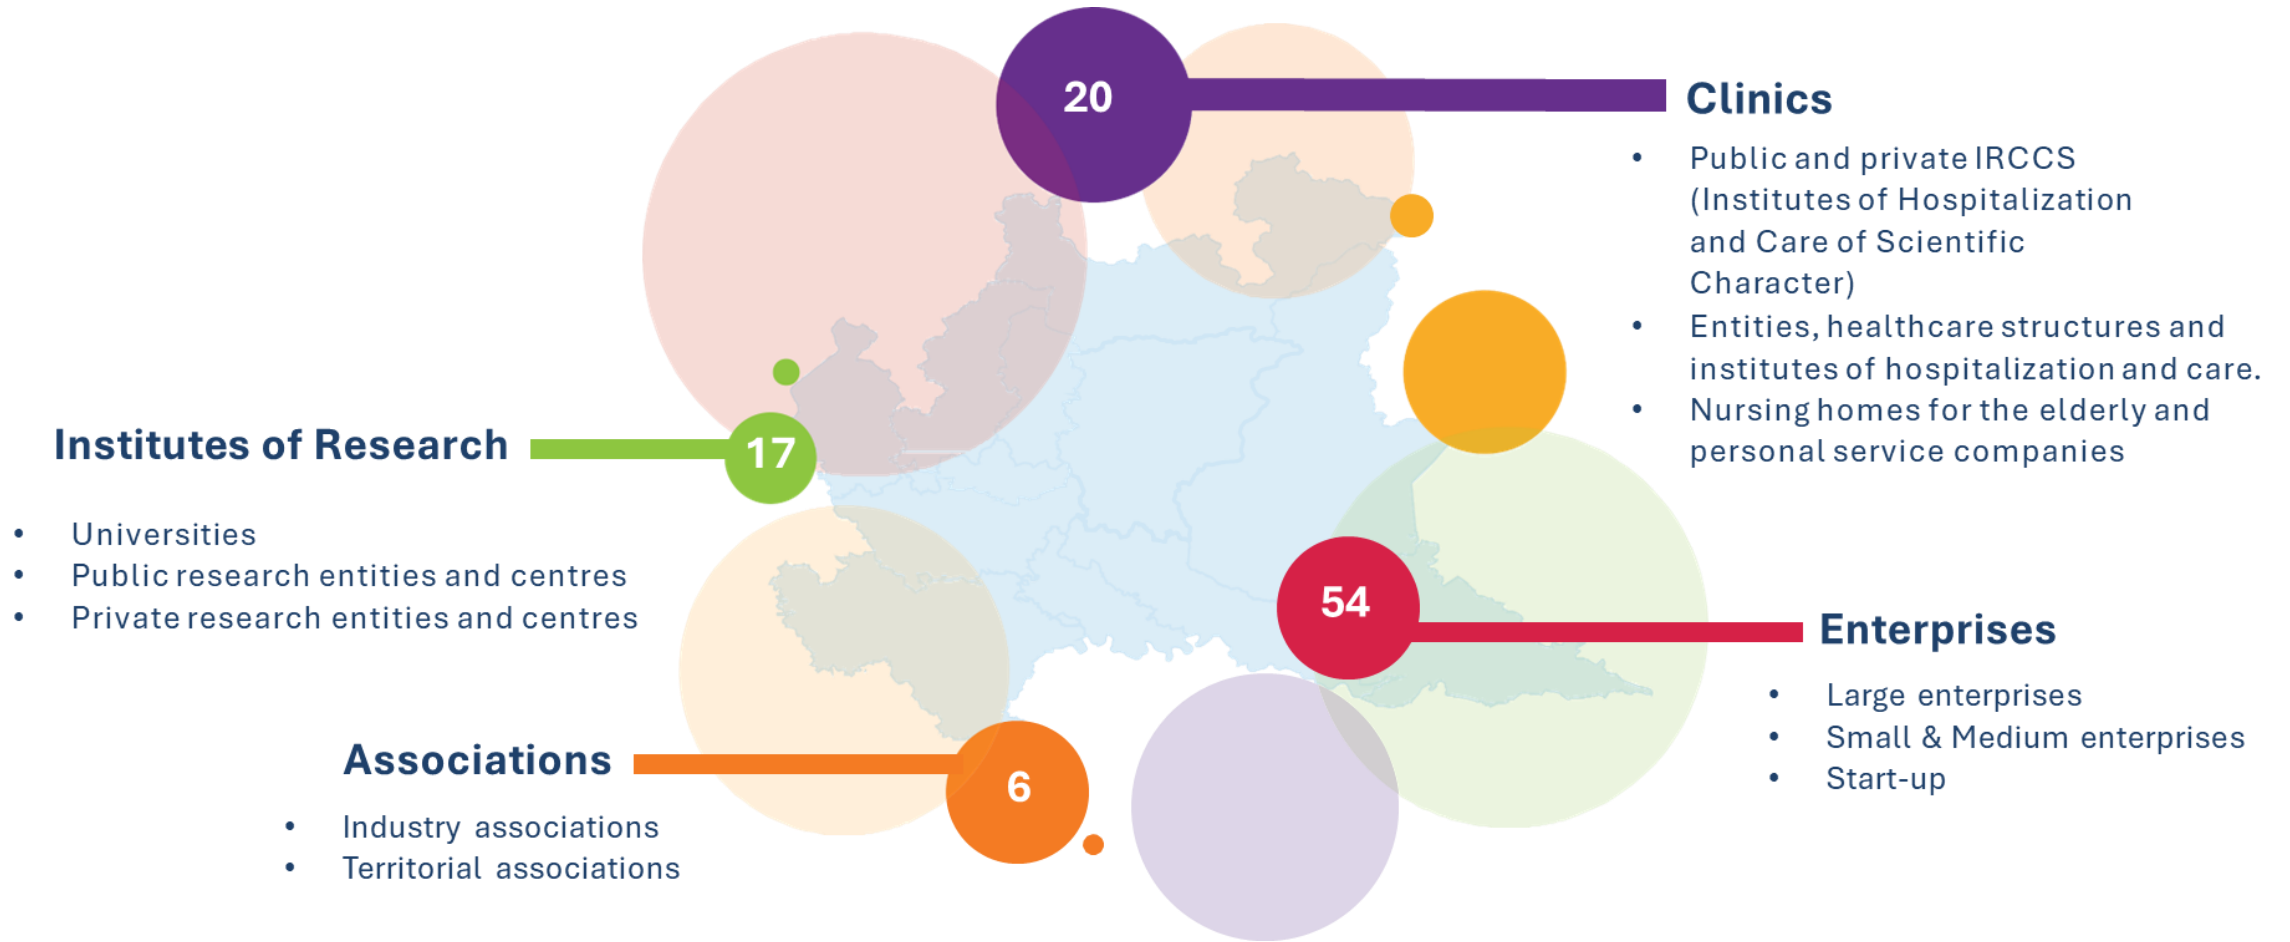 20
Clinics
• Public and private IRCCS
(Institutes of Hospitalization
and Care of Scientific
Character)
• Entities, healthcare structures and
institutes of hospitalization and care.
• Nursing homes for the elderly and
personal service companies
Institutes of Research
17
• Universities
• Public research entities and centres
• Private research entities and centres
54
Enterprises
• Large enterprises
• Small & Medium enterprises
• Start-up
Associations
6
• Industry associations
• Territorial associations